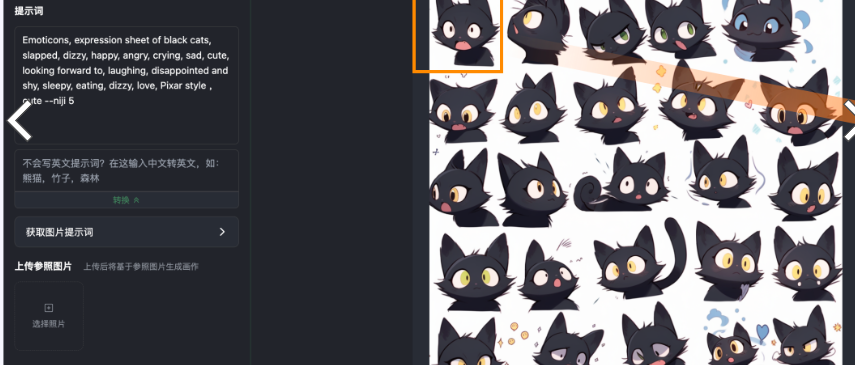 提示词
Emoticons, expression sheet of black cats,
slapped, dizzy, happy, angry, crying, sad, cute,
looking forward to, laughing, disappointed and
shy, sleepy, eating, dizzy, love, Pixar style ,
cute --niji 5
不会写英文提示词？在这输入中文转英文，如：
熊猫，竹子，森林
转换
获取图片提示词
上传参照图片 上传后将基于参照图片生成画作
选择照片